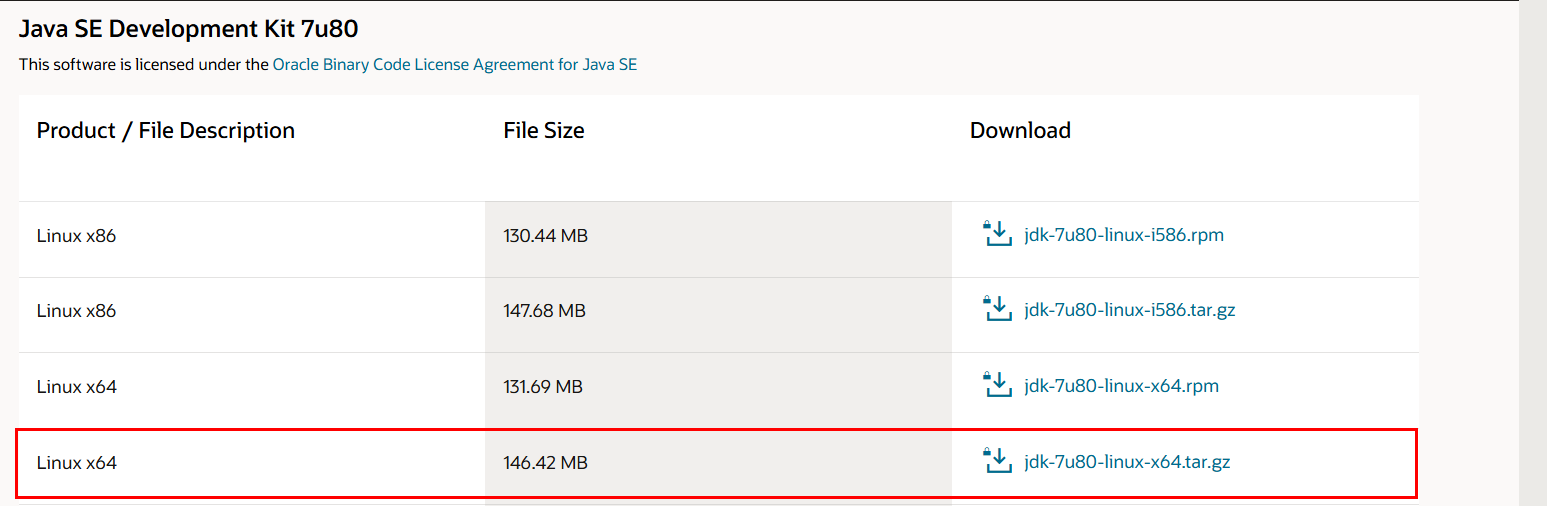 Java SE Development Kit 7u80
This software is licensed under the Oracle Binary Code License Agreement for Java SE
Product / File Description File Size Download
Linux x86 130.44 MB jdk-7u80-linux-i586.rpm
Linux x86 147.68 MB jdk-7u80-linux-i586.tar.gz
Linux x64 131.69 MB jdk-7u80-linux-x64.rpm
Linux x64 146.42 MB jdk-7u80-linux-x64.tar.gz